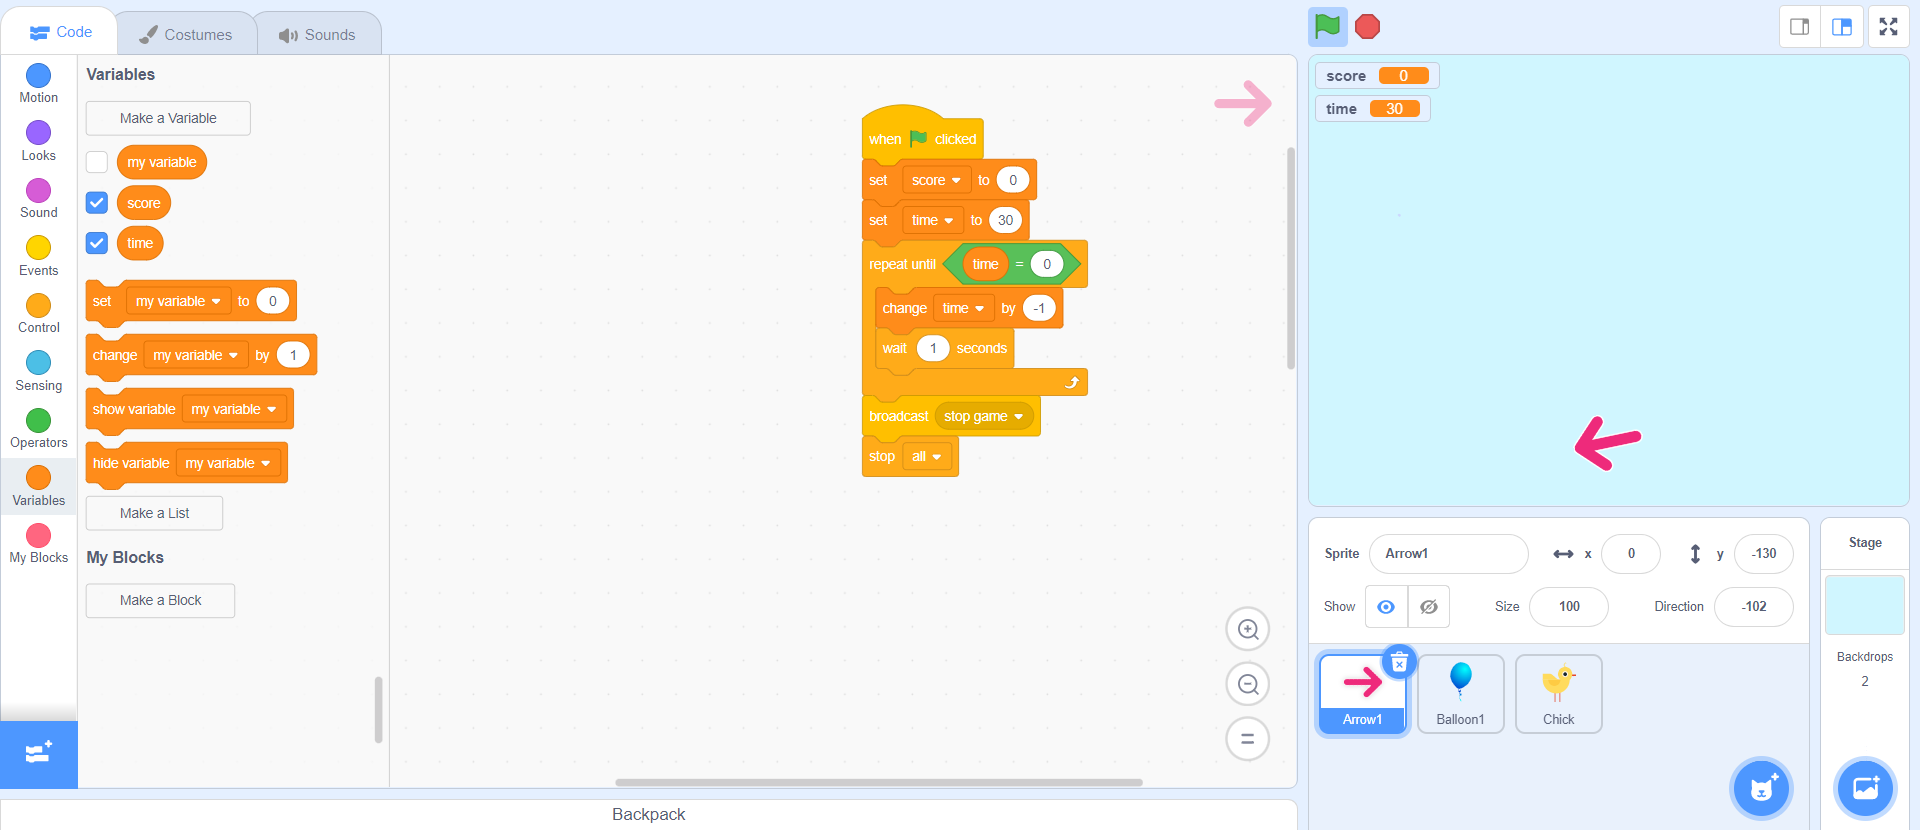 Code
Costumes
Sounds
Motion
Looks
Sound
Events
Control
Sensing
Operators
Variables
My Blocks
Variables
Make a Variable
my variable
score
time
set my variable to 0
change my variable by 1
show variable my variable
hide variable my variable
Make a List
My Blocks
Make a Block
when clicked
set score to 0
set time to 30
repeat until time = 0
change time by -1
wait 1 seconds
broadcast stop game
stop all
Backpack
score 0
time 30
Sprite Arrow1 x 0 y -130
Show Size 100 Direction -102
Arrow1
Balloon1
Chick
Stage
Backdrops
2